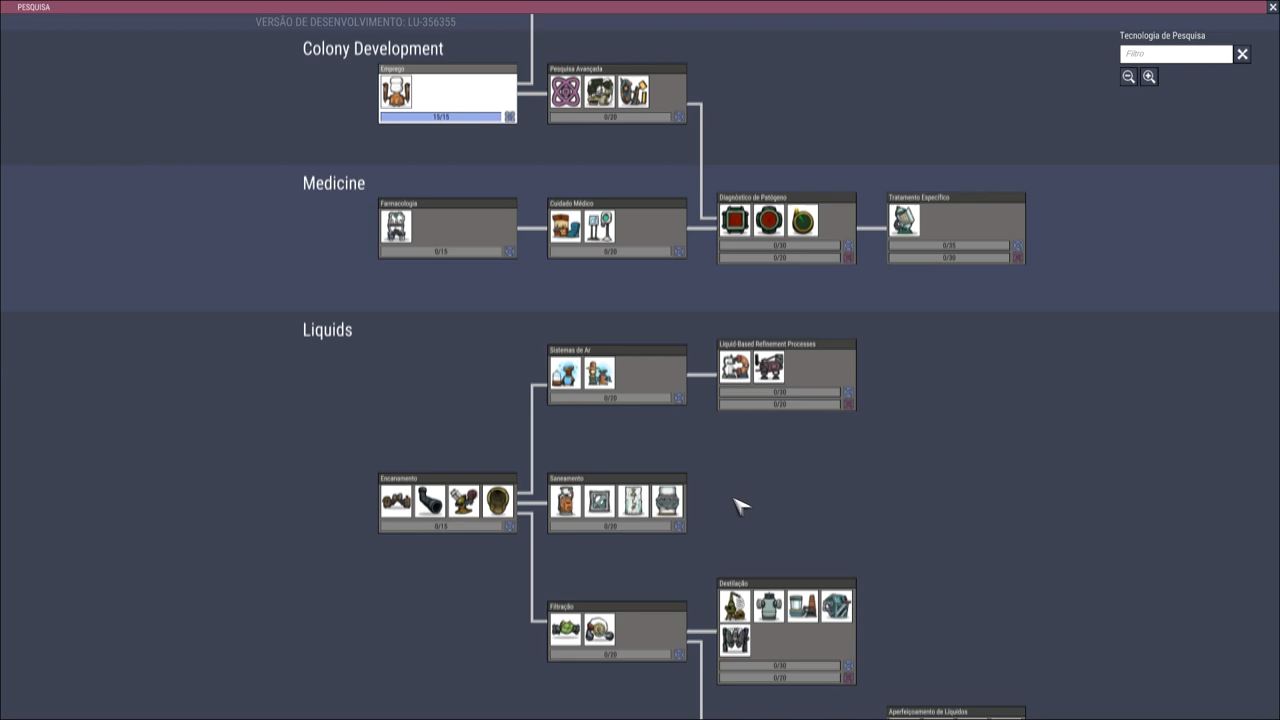 PESQUISA
VERSÃO DE DESENVOLVIMENTO: LU-356355
Tecnologia de Pesquisa
Filtro
Colony Development
Emprego
15/15
Pesquisa Avançada
0/20
Medicine
Farmacologia
0/15
Cuidado Médico
0/20
Diagnóstico de Patógeno
0/30
0/20
Tratamento Específico
0/35
0/30
Liquids
Sistemas de Ar
0/20
Liquid-Based Refinement Processes
0/30
0/20
Encanamento
0/15
Saneamento
0/20
Filtração
0/20
Destilação
0/30
0/20
Aperfeiçoamento de Líquidos